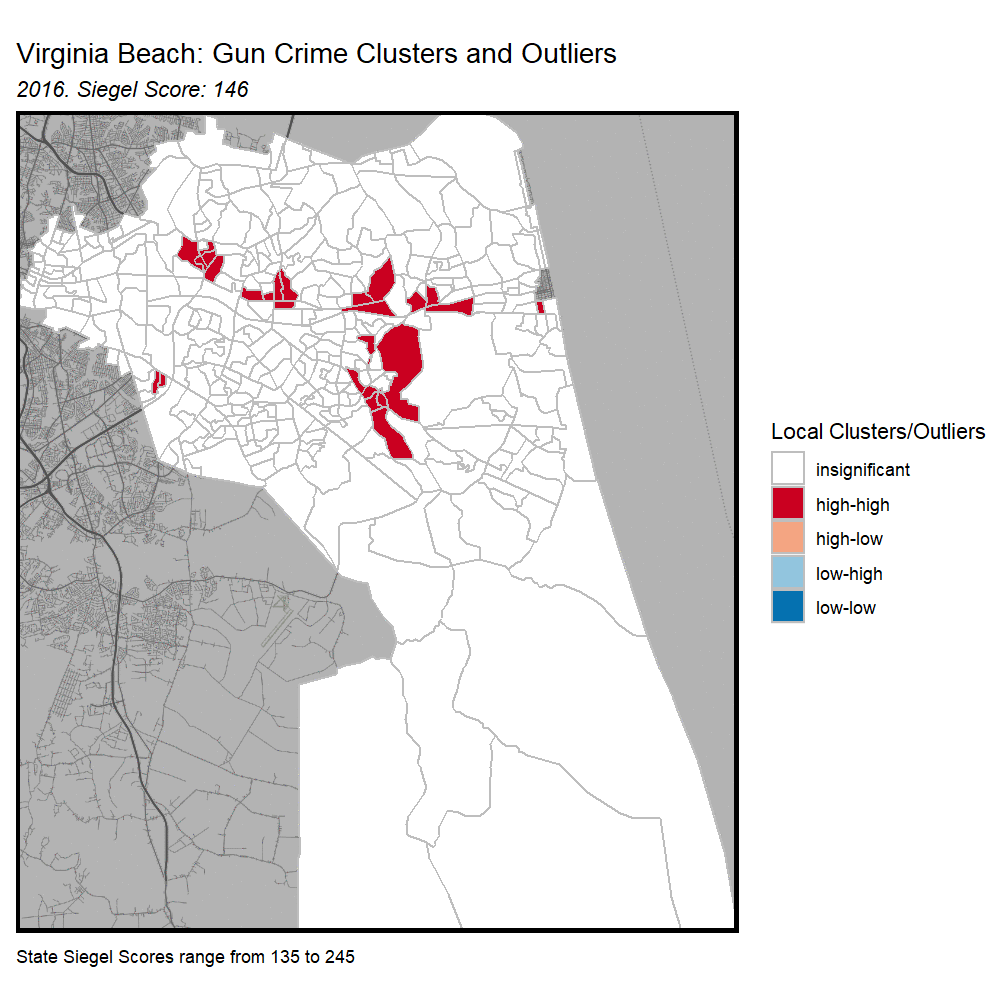 Virginia Beach: Gun Crime Clusters and Outliers
2016. Siegel Score: 146
Local Clusters/Outliers
insignificant
high-high
high-low
low-high
low-low
State Siegel Scores range from 135 to 245